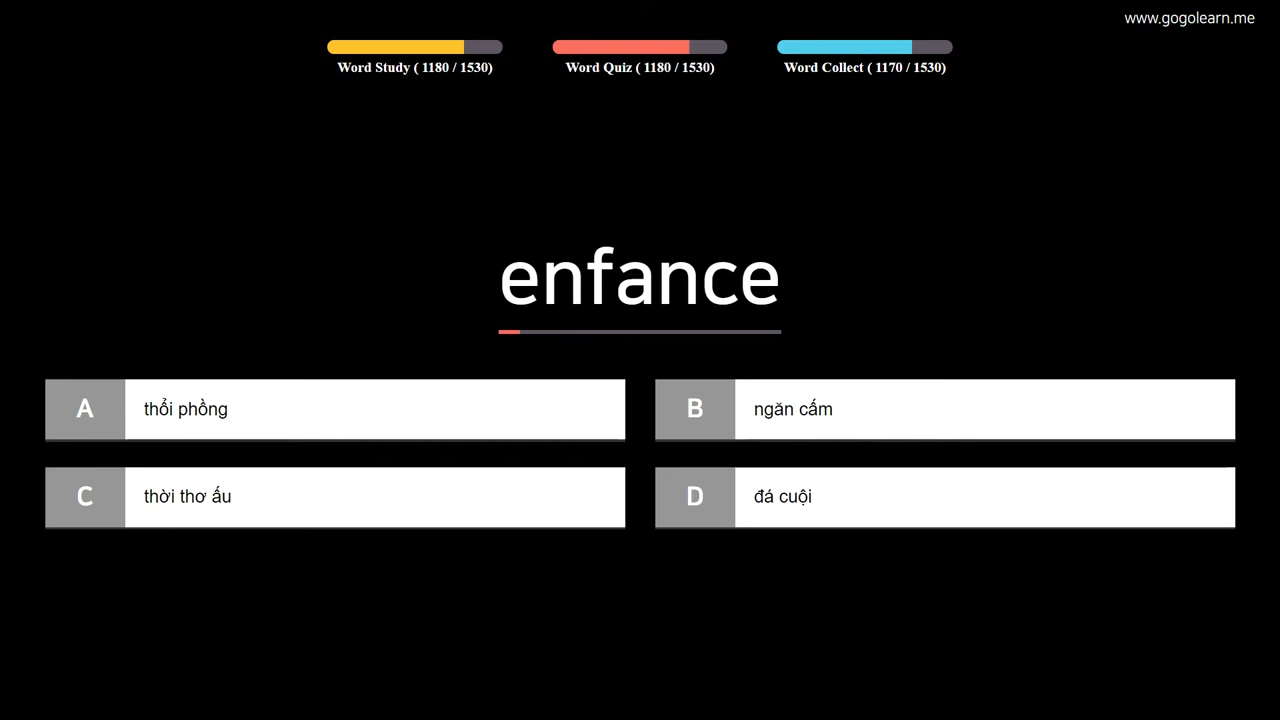 www.gogolearn.me
Word Study ( 1180 / 1530)
Word Quiz ( 1180 / 1530)
Word Collect ( 1170 / 1530)
enfance
A thổi phồng
B ngăn cấm
C thời thơ ấu
D đá cuội